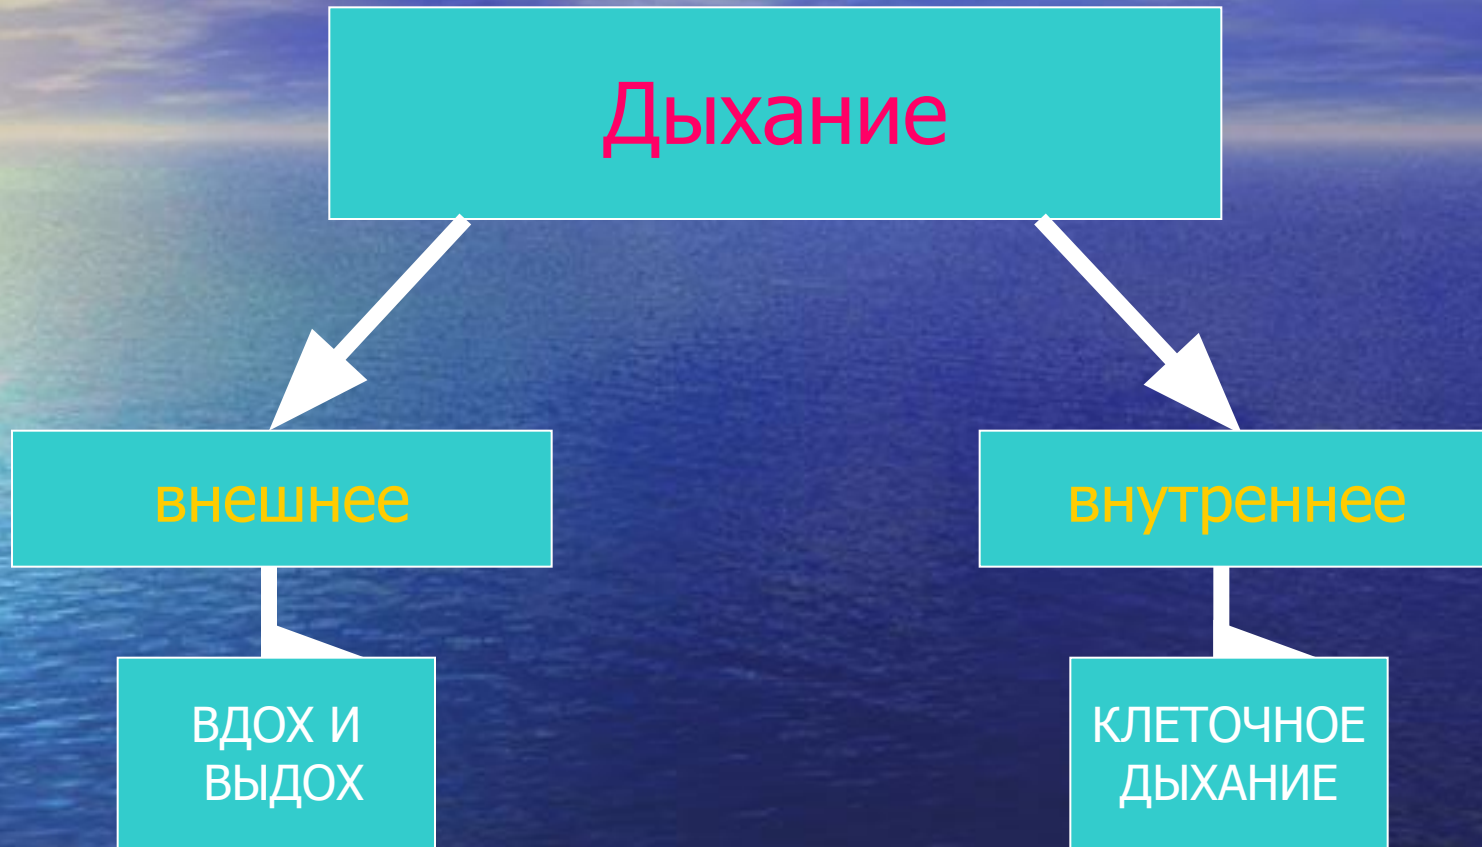 Дыхание
внешнее
внутреннее
ВДОХ И
ВЫДОХ
КЛЕТОЧНОЕ
ДЫХАНИЕ